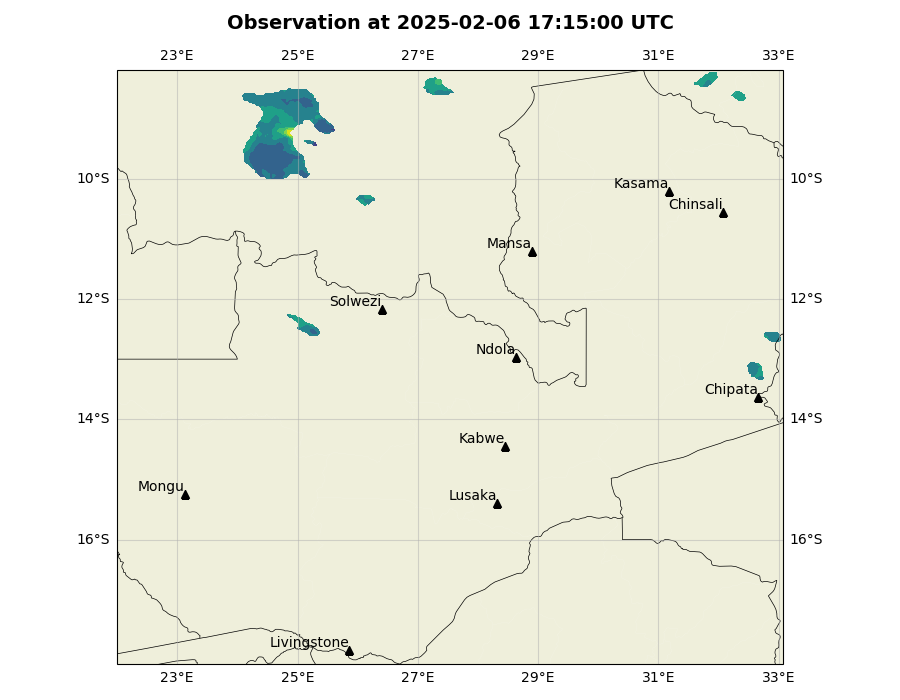 Observation at 2025-02-06 17:15:00 UTC
23°E 25°E 27°E 29°E 31°E 33°E
10°S 10°S
Kasama
Chinsali
Mansa
12°S 12°S
Solwezi
Ndola
Chipata
14°S 14°S
Kabwe
Mongu
Lusaka
16°S 16°S
Livingstone
23°E 25°E 27°E 29°E 31°E 33°E